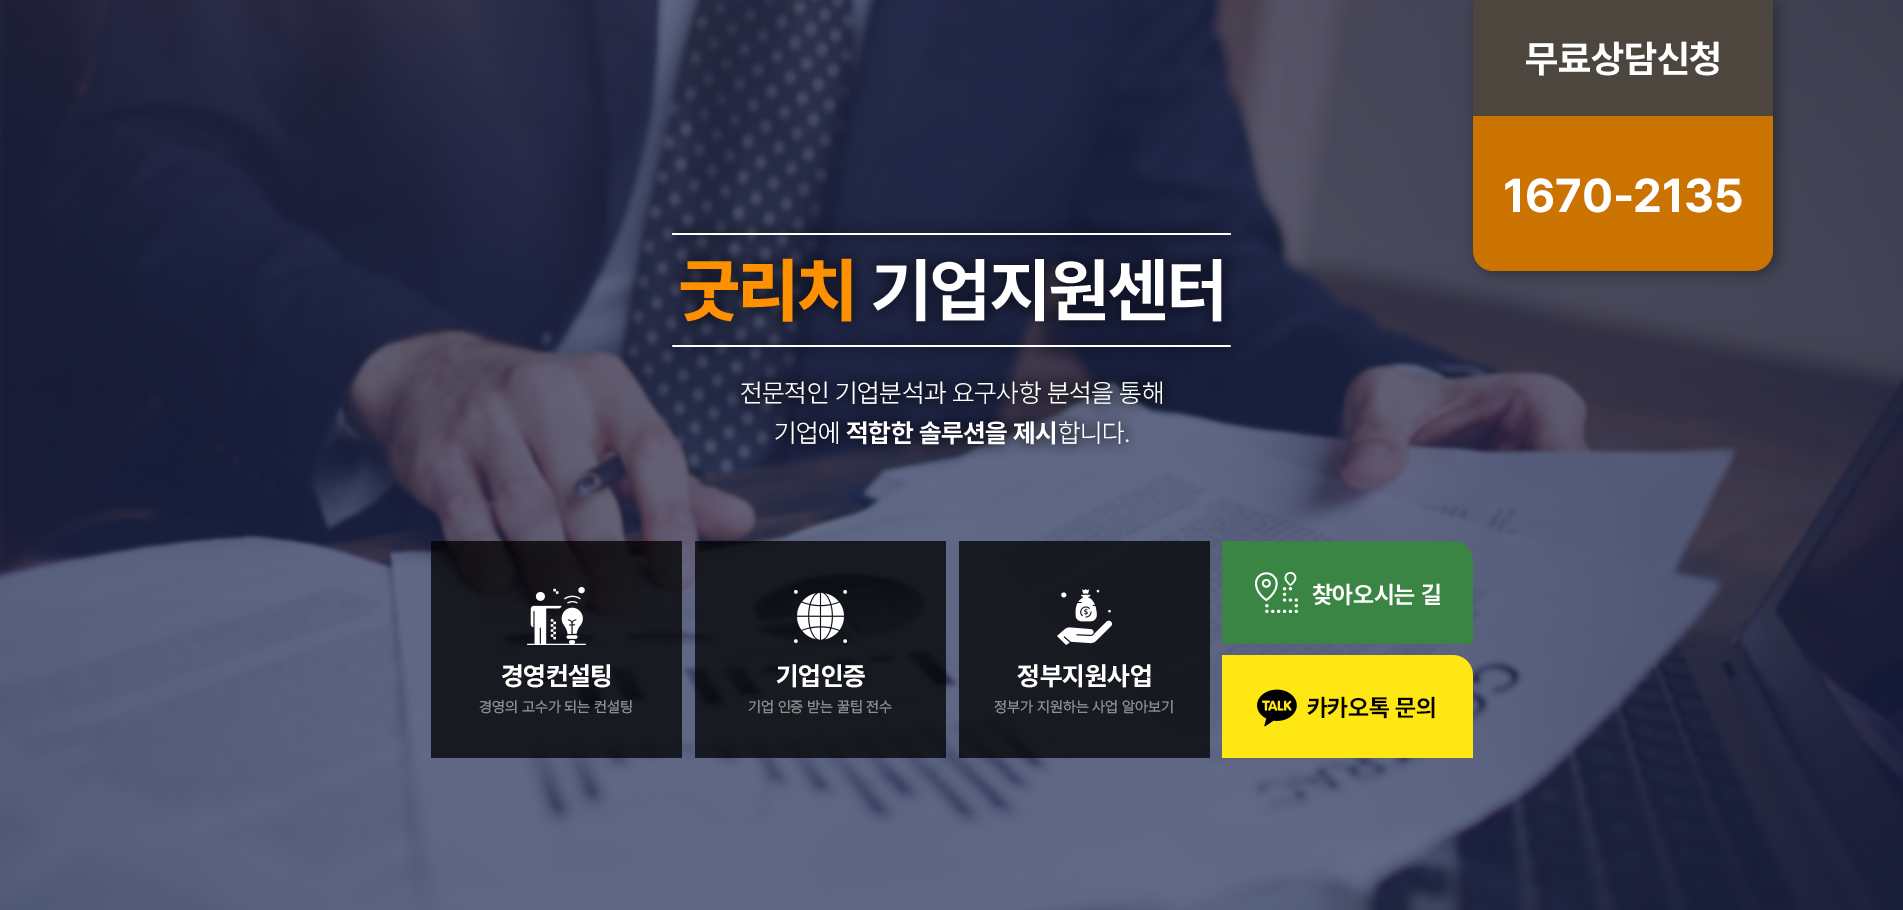 무료상담신청
1670-2135
굿리치 기업지원센터
전문적인 기업분석과 요구사항 분석을 통해
기업에 적합한 솔루션을 제시합니다.
경영컨설팅
경영의 고수가 되는 컨설팅
기업인증
기업 인증 받는 꿀팁 전수
정부지원사업
정부가 지원하는 사업 알아보기
찾아오시는 길
TALK 카카오톡 문의